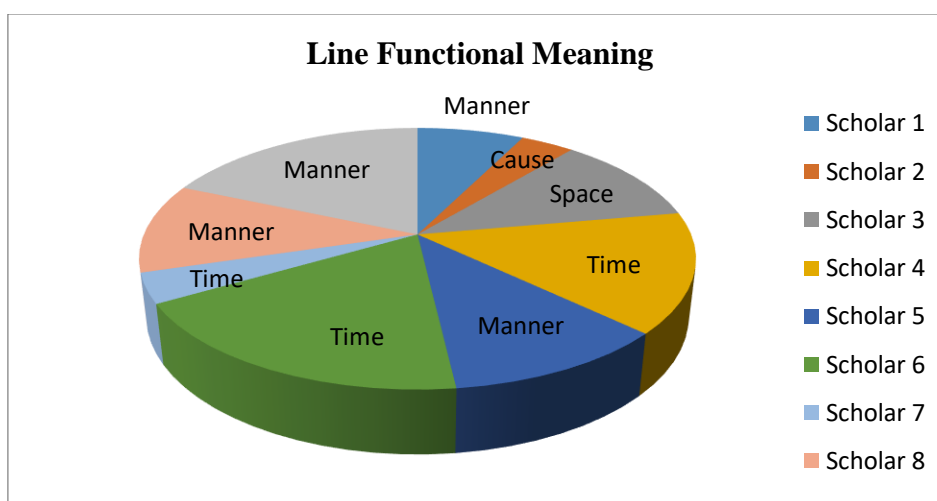 Line Functional Meaning
Manner
Cause
Space
Time
Manner
Time
Time
Manner
Manner
Scholar 1
Scholar 2
Scholar 3
Scholar 4
Scholar 5
Scholar 6
Scholar 7
Scholar 8